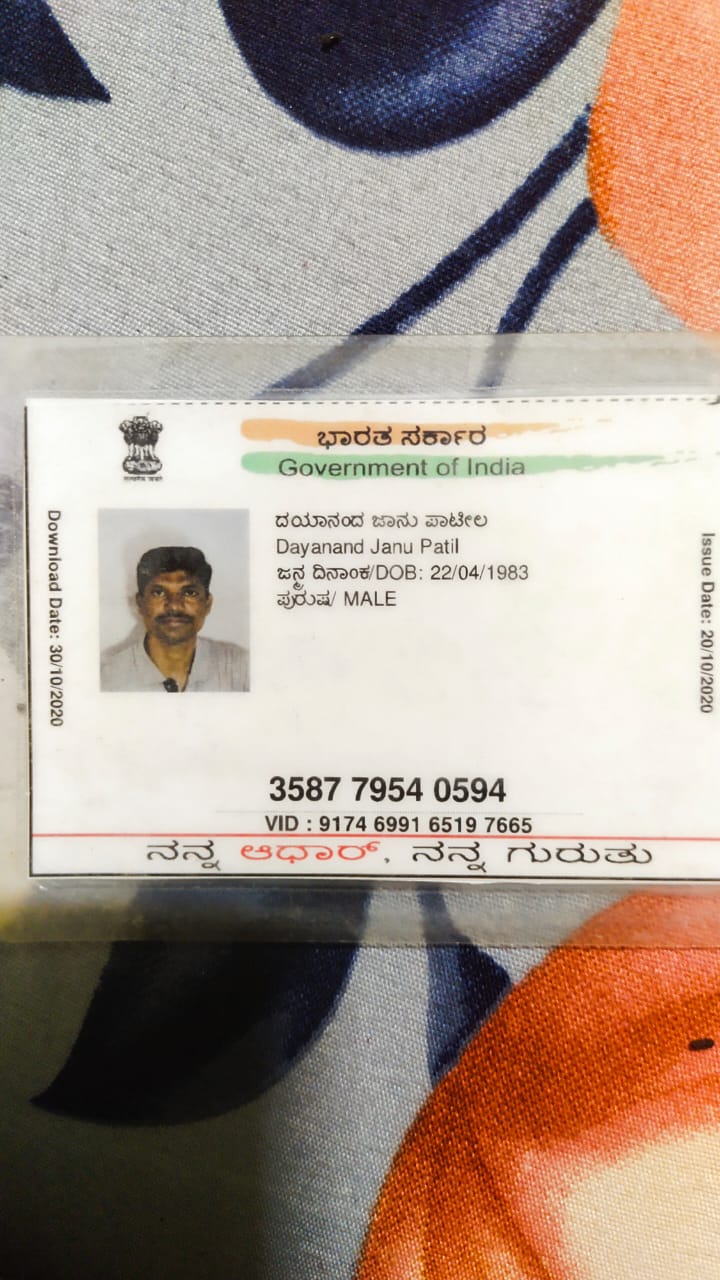 ಭಾರತ ಸರ್ಕಾರ
Government of India
Download Date: 30/10/2020
ದಯಾನಂದ ಜಾನು ಪಾಟೀಲ
Dayanand Janu Patil
ಜನ್ಮ ದಿನಾಂಕ/DOB: 22/04/1983
ಪುರುಷ/ MALE
Issue Date: 20/10/2020
3587 7954 0594
VID : 9174 6991 6519 7665
ನನ್ನ ಆಧಾರ್, ನನ್ನ ಗುರುತು